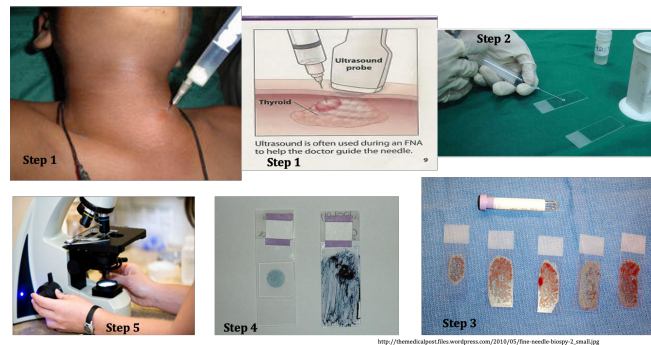 Step 1
Ultrasound
probe
Thyroid
Ultrasound is often used during an FNA
to help the doctor guide the needle.
9
Step 1
Step 2
Step 5
Step 4
Step 3
http://themedicalpost.files.wordpress.com/2010/05/fine-needle-biospy-2_small.jpg